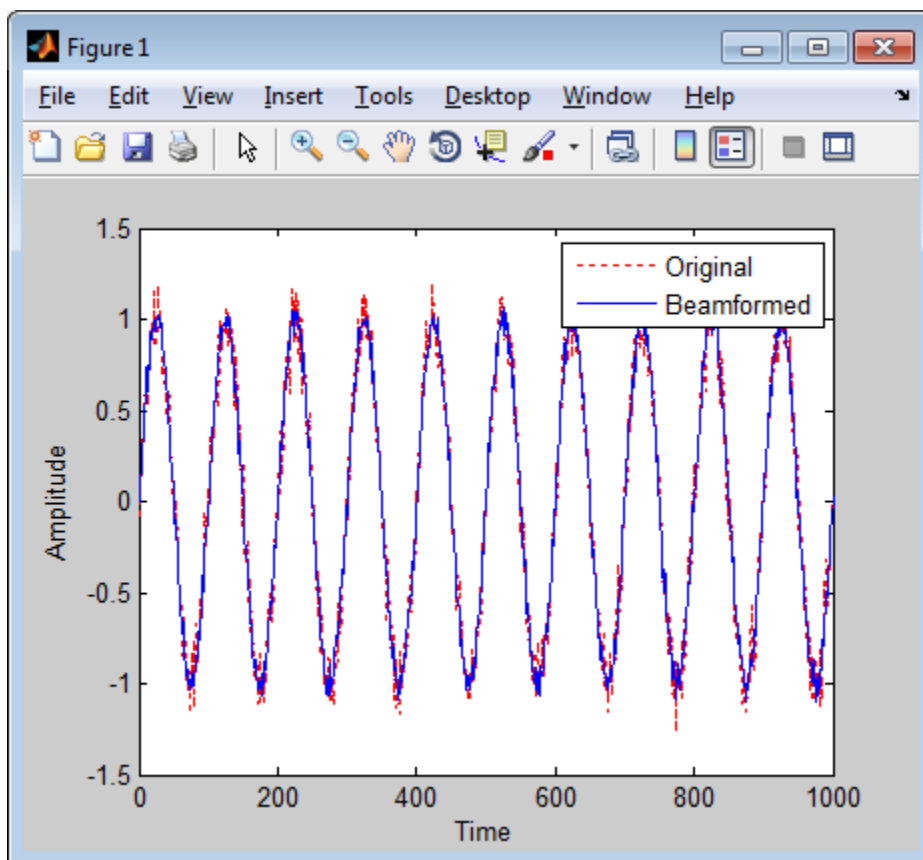 Figure 1
File Edit View Insert Tools Desktop Window Help
Original
Beamformed
1.5
1
0.5
0
-0.5
-1
-1.5
Amplitude
0 200 400 600 800 1000
Time